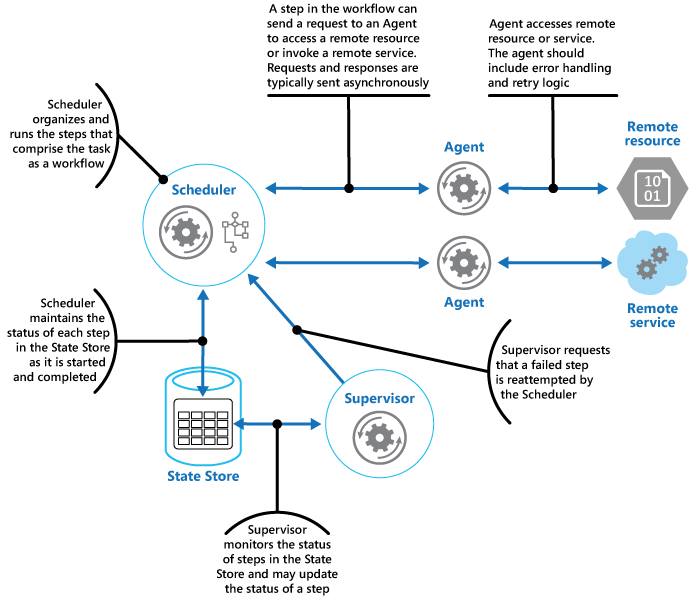 A step in the workflow can
send a request to an Agent
to access a remote resource
or invoke a remote service.
Requests and responses are
typically sent asynchronously
Agent accesses remote
resource or service.
The agent should
include error handling
and retry logic
Scheduler
organizes and
runs the steps that
comprise the task
as a workflow
Scheduler
Agent
Remote
resource
10
01
Agent
Remote
service
Scheduler
maintains the
status of each step
in the State Store
as it is started
and completed
Supervisor requests
that a failed step
is reattempted by
the Scheduler
Supervisor
State Store
Supervisor
monitors the status
of steps in the State
Store and may update
the status of a step